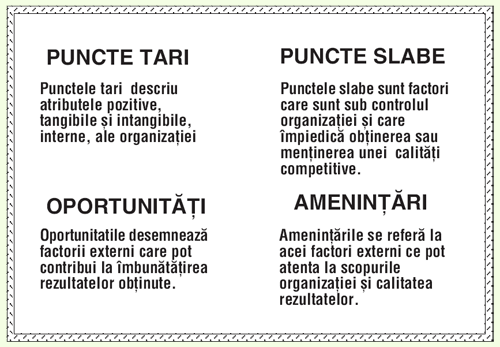 PUNCTE TARI
Punctele tari descriu
atributele pozitive,
tangibile și intangibile,
interne, ale organizației
PUNCTE SLABE
Punctele slabe sunt factori
care sunt sub controlul
organizației și care
împiedică obținerea sau
menținerea unei calități
competitive.
OPORTUNITĂȚI
Oportunitatile desemnează
factorii externi care pot
contribui la îmbunătățirea
rezultatelor obținute.
AMENINȚĂRI
Amenințările se referă la
acei factori externi ce pot
atenta la scopurile
organizației și calitatea
rezultatelor.